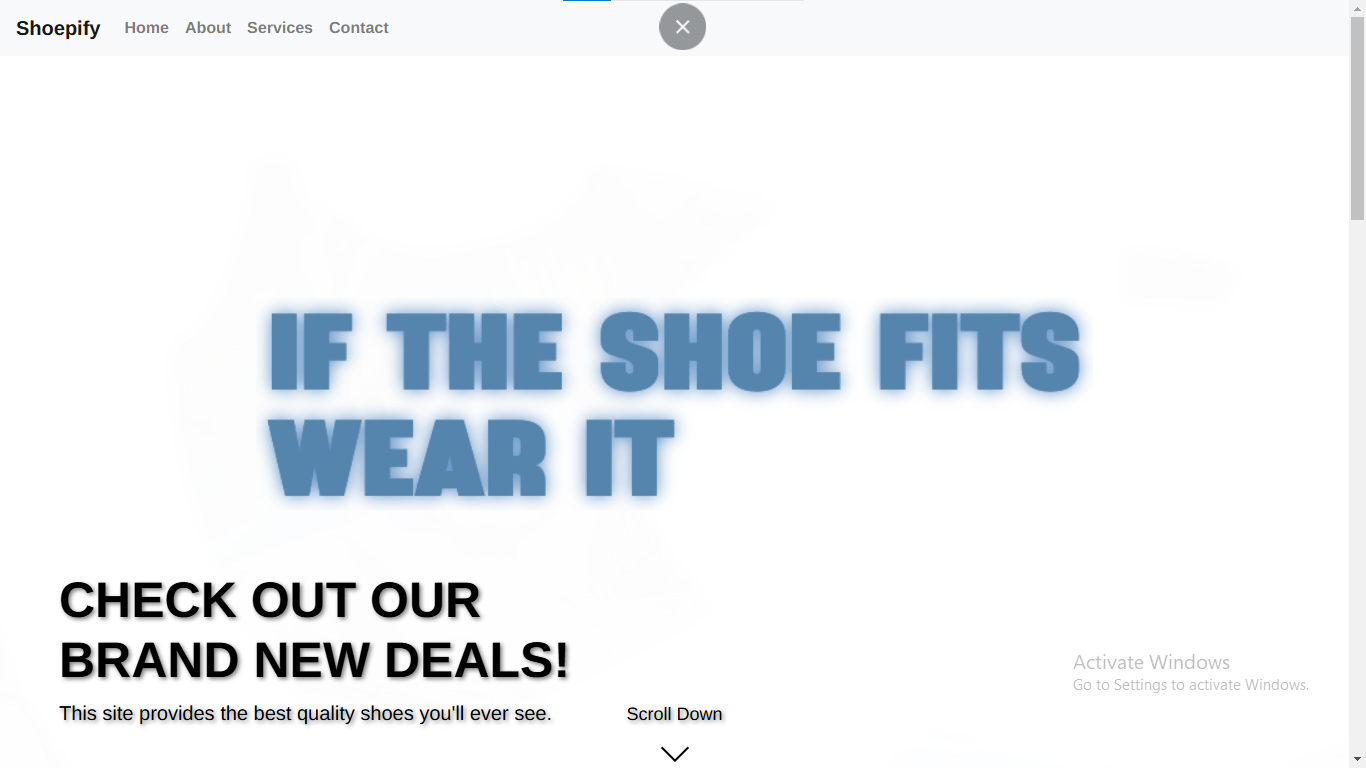 Shoepify Home About Services Contact
IF THE SHOE FITS
WEAR IT
CHECK OUT OUR
BRAND NEW DEALS!
This site provides the best quality shoes you'll ever see.
Scroll Down
Activate Windows
Go to Settings to activate Windows.